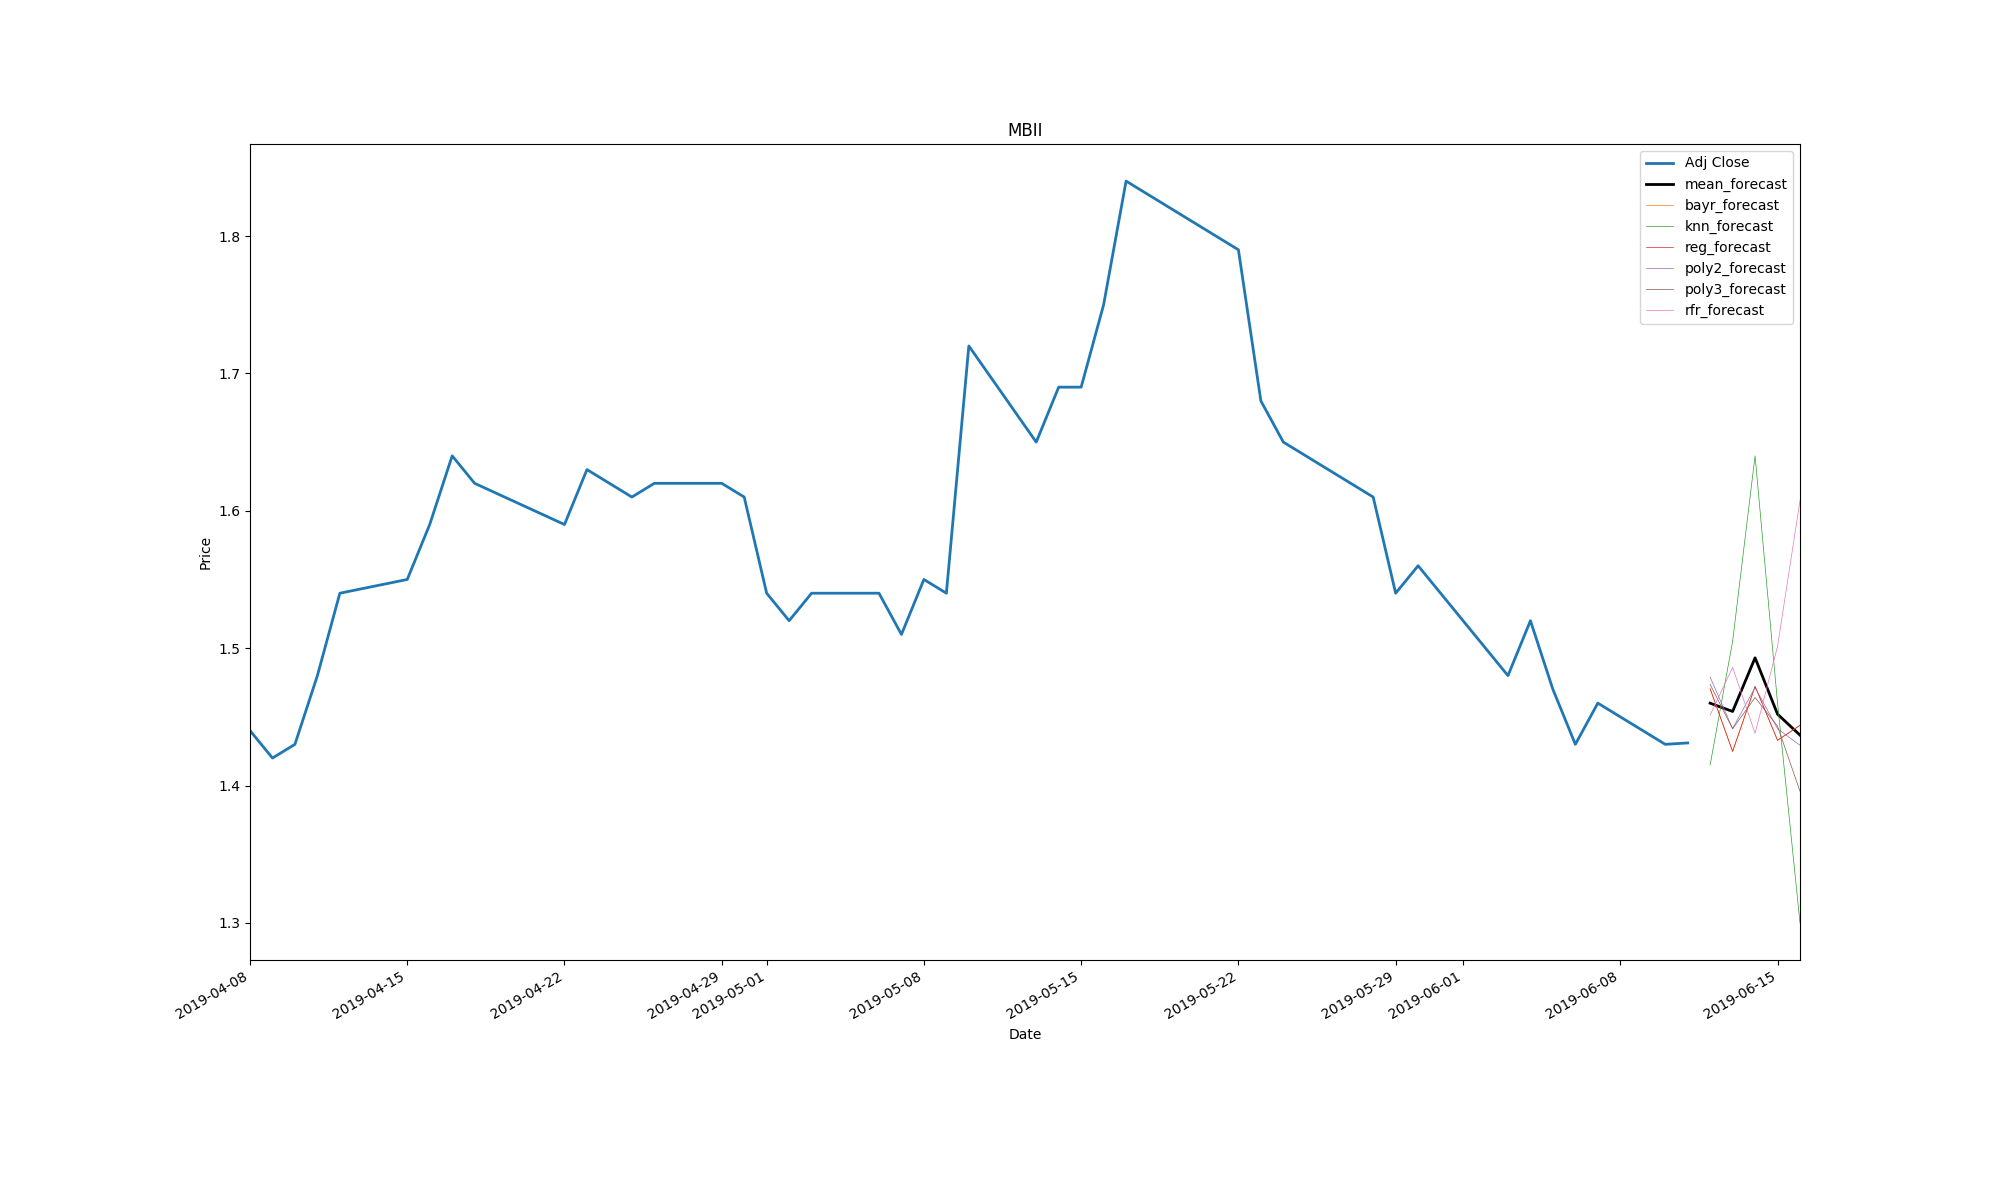 MBII
Adj Close
mean_forecast
bayr_forecast
knn_forecast
reg_forecast
poly2_forecast
poly3_forecast
rfr_forecast
1.8
1.7
1.6
1.5
1.4
1.3
Price
2019-04-08
2019-04-15
2019-04-22
2019-04-29
2019-05-01
2019-05-08
2019-05-15
2019-05-22
2019-05-29
2019-06-01
2019-06-08
2019-06-15
Date